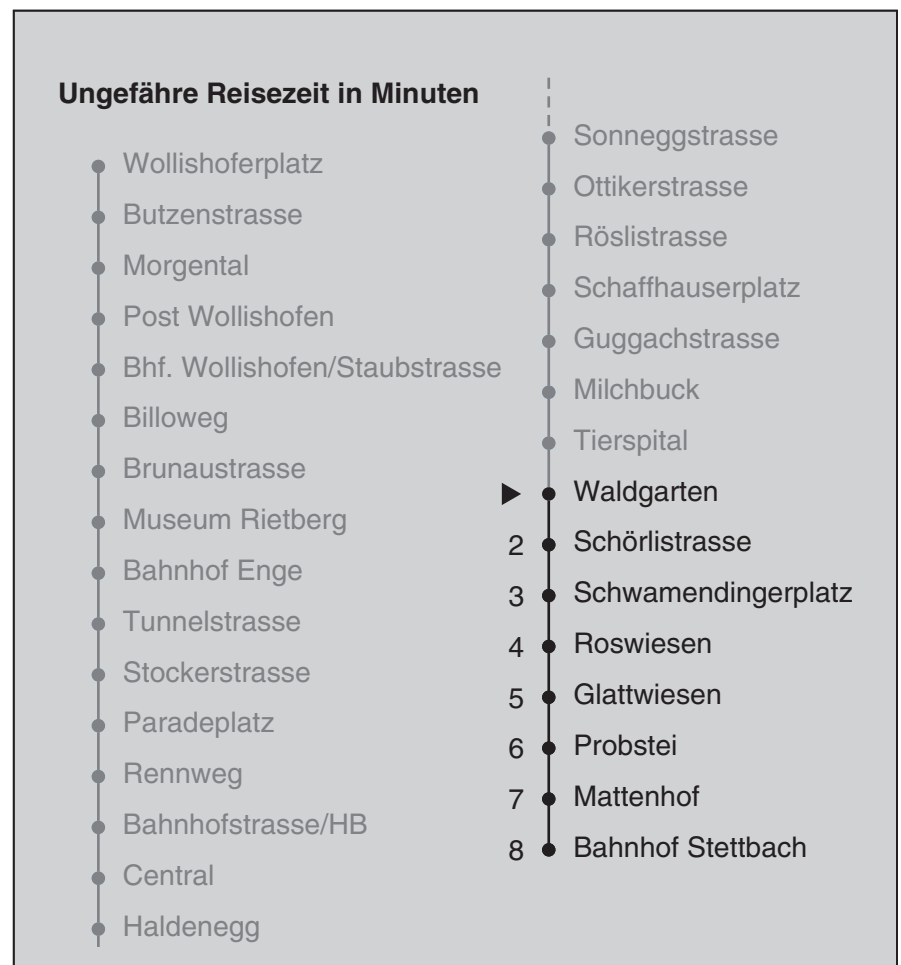 Ungefähre Reisezeit in Minuten
Wollishoferplatz
Butzenstrasse
Morgental
Post Wollishofen
Bhf. Wollishofen/Staubstrasse
Billoweg
Brunaustrasse
Museum Rietberg
Bahnhof Enge
Tunnelstrasse
Stockerstrasse
Paradeplatz
Rennweg
Bahnhofstrasse/HB
Central
Haldenegg
Sonneggstrasse
Ottikerstrasse
Röslistrasse
Schaffhauserplatz
Guggachstrasse
Milchbuck
Tierspital
Waldgarten
2 Schörlistrasse
3 Schwamendingerplatz
4 Roswiesen
5 Glattwiesen
6 Probstei
7 Mattenhof
8 Bahnhof Stettbach